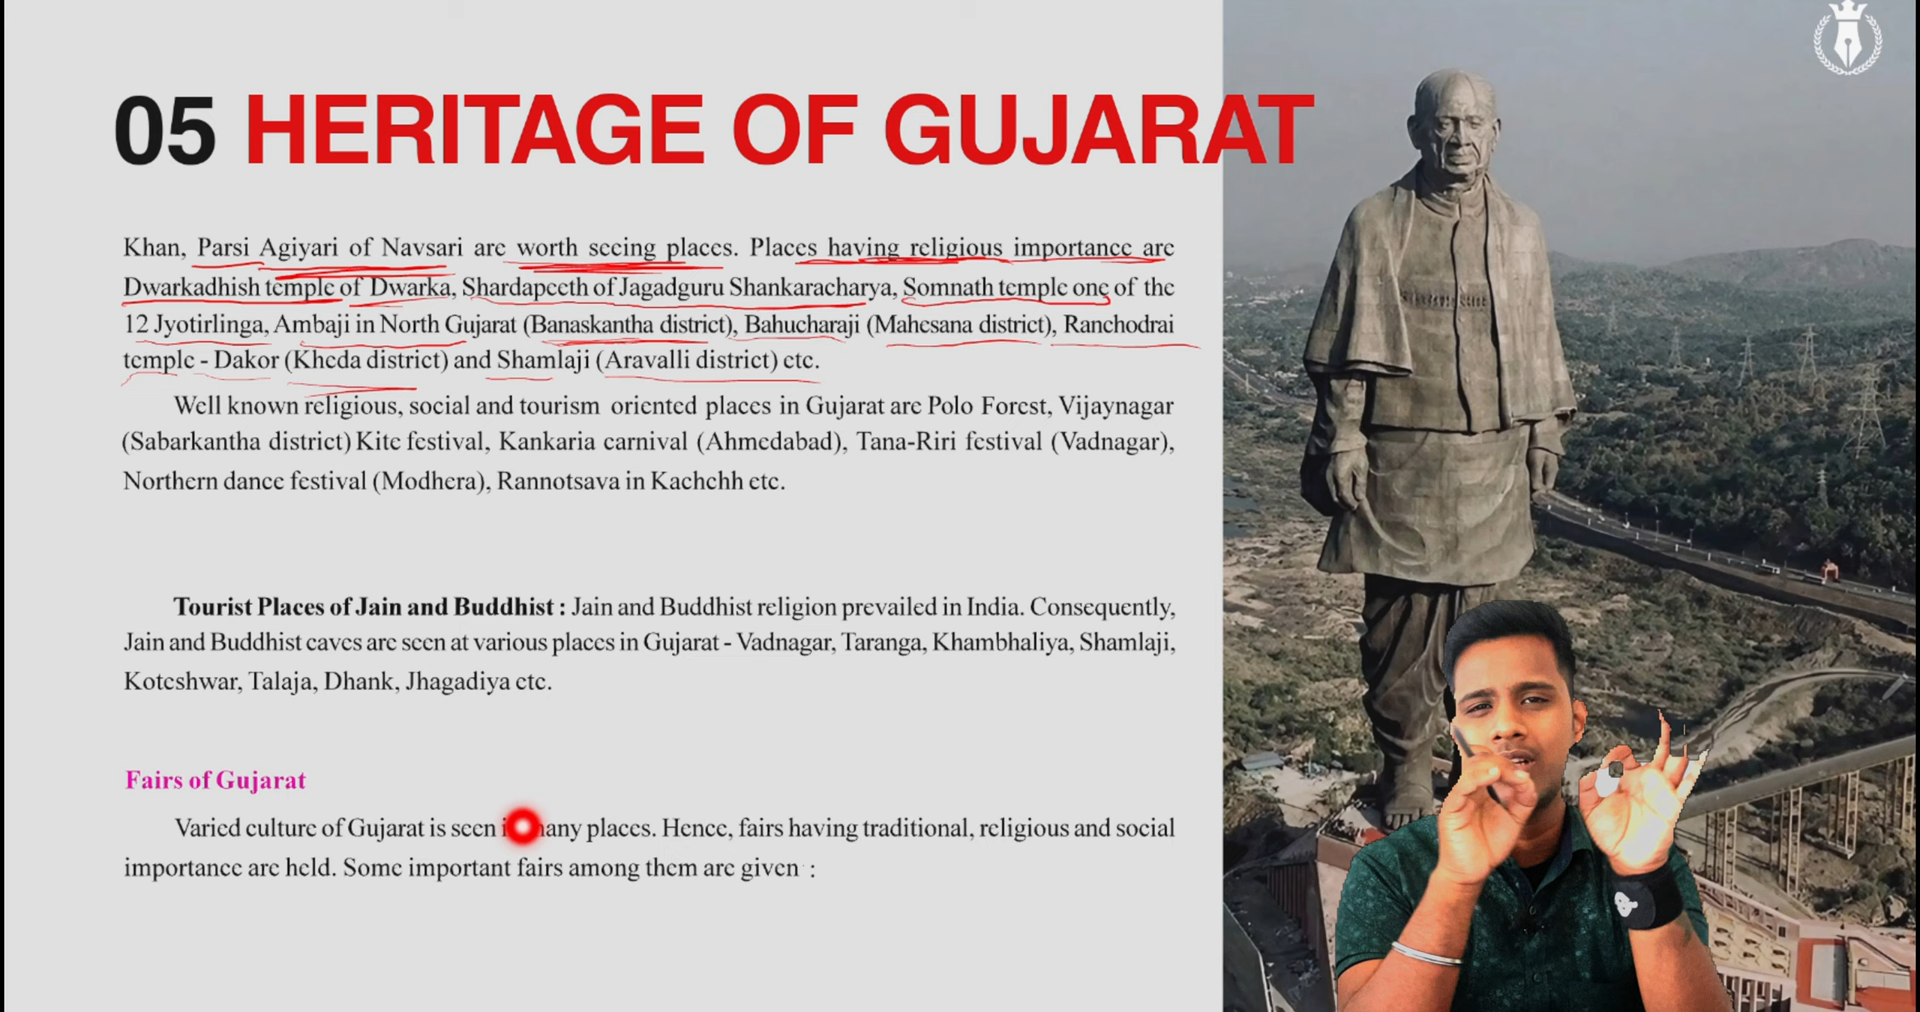 05 HERITAGE OF GUJARAT
Khan, Parsi Agiyari of Navsari are worth seeing places. Places having religious importance are
Dwarkadhish temple of Dwarka, Shardapeeth of Jagadguru Shankaracharya, Somnath temple one of the
12 Jyotirlinga, Ambaji in North Gujarat (Banaskantha district), Bahucharaji (Mahesana district), Ranchodrai
temple - Dakor (Kheda district) and Shamlaji (Aravalli district) etc.
Well known religious, social and tourism oriented places in Gujarat are Polo Forest, Vijaynagar
(Sabarkantha district) Kite festival, Kankaria carnival (Ahmedabad), Tana-Riri festival (Vadnagar),
Northern dance festival (Modhera), Rannotsava in Kachchh etc.
Tourist Places of Jain and Buddhist : Jain and Buddhist religion prevailed in India. Consequently,
Jain and Buddhist caves are seen at various places in Gujarat - Vadnagar, Taranga, Khambhaliya, Shamlaji,
Koteshwar, Talaja, Dhank, Jhagadiya etc.
Fairs of Gujarat
Varied culture of Gujarat is seen places. Hence, fairs having traditional, religious and social
importance are held. Some important fairs among them are given :